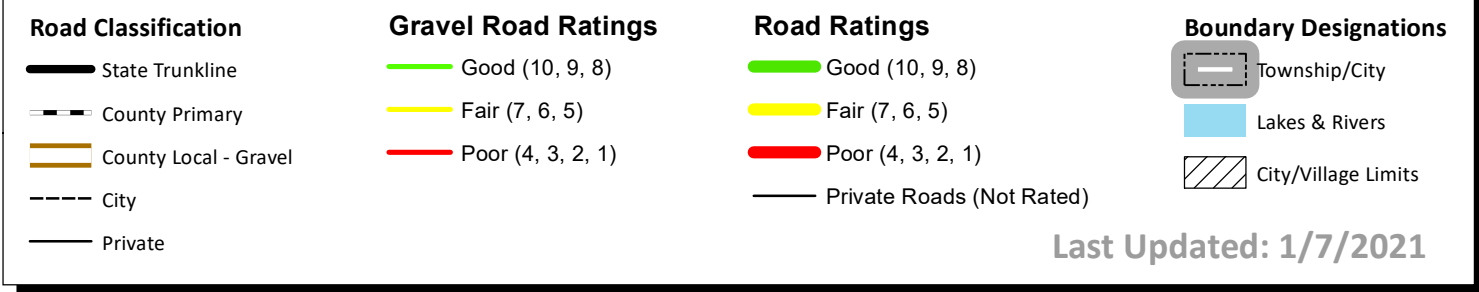 Road Classification
State Trunkline
County Primary
County Local - Gravel
City
Private
Gravel Road Ratings
Good (10, 9, 8)
Fair (7, 6, 5)
Poor (4, 3, 2, 1)
Road Ratings
Good (10, 9, 8)
Fair (7, 6, 5)
Poor (4, 3, 2, 1)
Private Roads (Not Rated)
Boundary Designations
Township/City
Lakes & Rivers
City/Village Limits
Last Updated: 1/7/2021